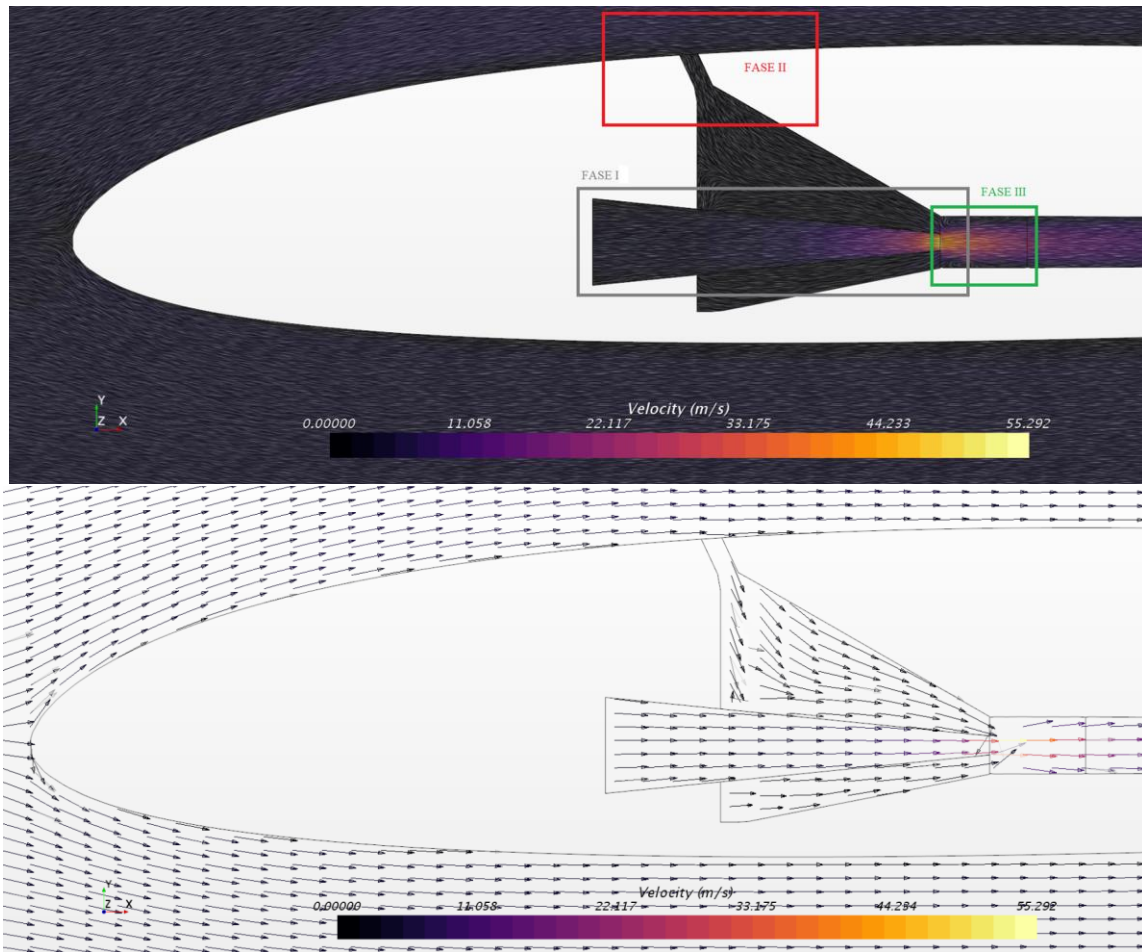 FASE II
FASE I
FASE III
Y
Z X
Velocity (m/s)
0.00000 11.058 22.117 33.175 44.233 55.292
Y
Z X
Velocity (m/s)
0.00000 11.058 22.117 33.175 44.234 55.292